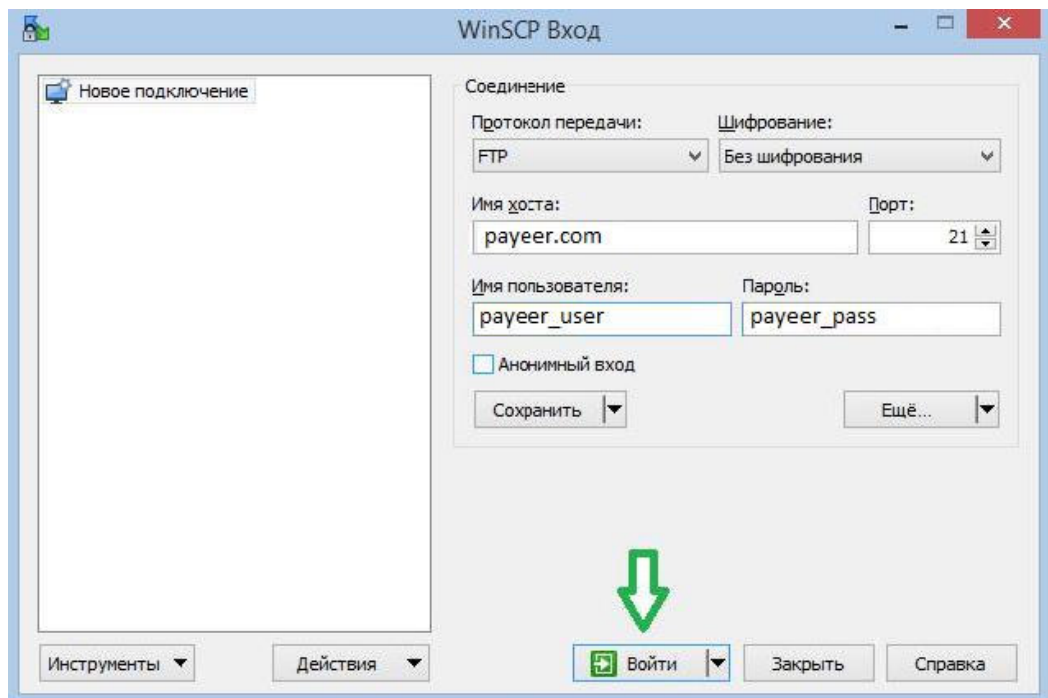 WinSCP Вход
Новое подключение
Соединение
Протокол передачи: Шифрование:
FTP Без шифрования
Имя хоста: Порт:
payeer.com 21
Имя пользователя: Пароль:
payeer_user payeer_pass
Анонимный вход
Сохранить Ещё...
Инструменты Действия Войти Закрыть Справка